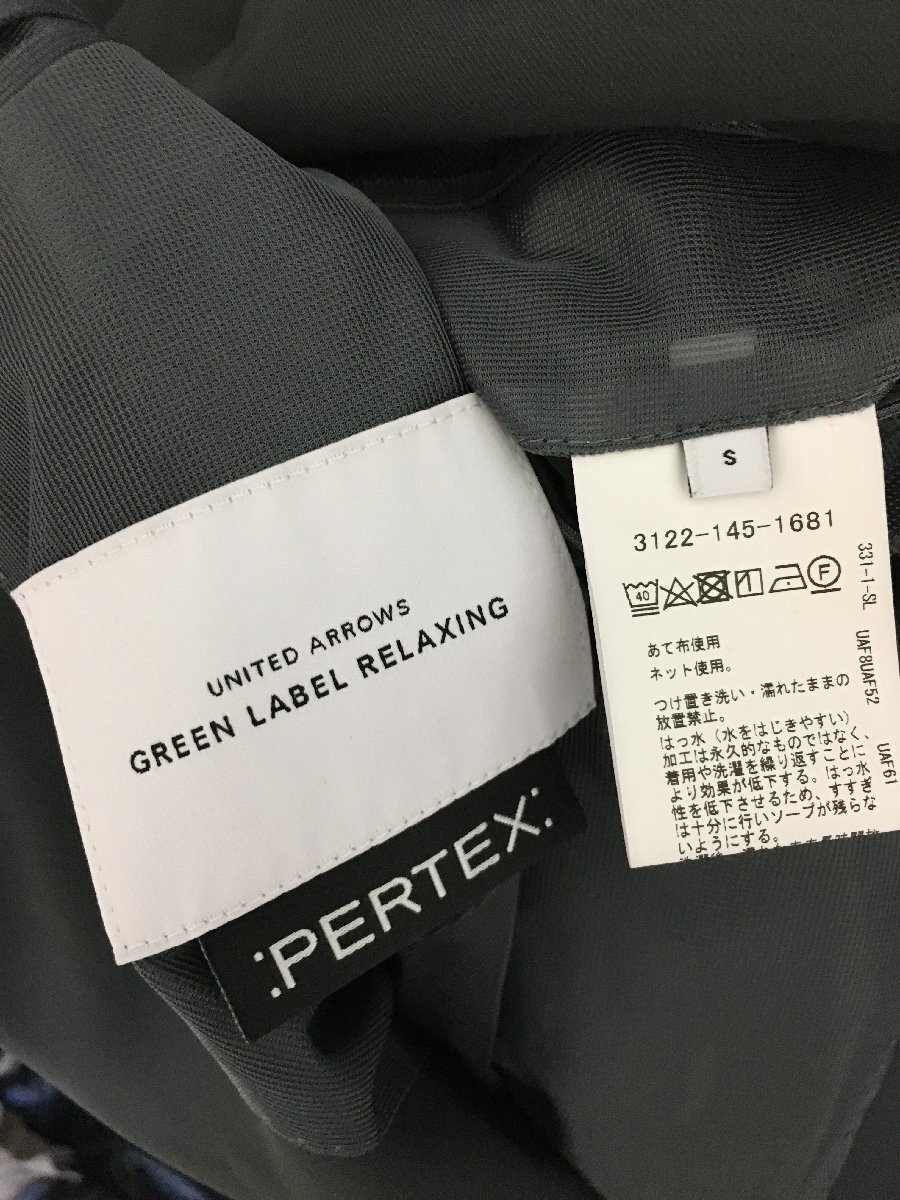 UNITED ARROWS
GREEN LABEL RELAXING
:PERTEX:
S
3122-145-1681
40
F
あて布使用
ネット使用。
つけ置き洗い・濡れたままの
放置禁止。
はっ水（水をはじきやすい）
加工は永久的なものではなく、
着用や洗濯を繰り返すことに
より効果が低下する。はっ水
性を低下させるため、すすぎ
は十分に行いソープが残らな
いようにする。
331-1-SL UAF8UAF52
UAF61